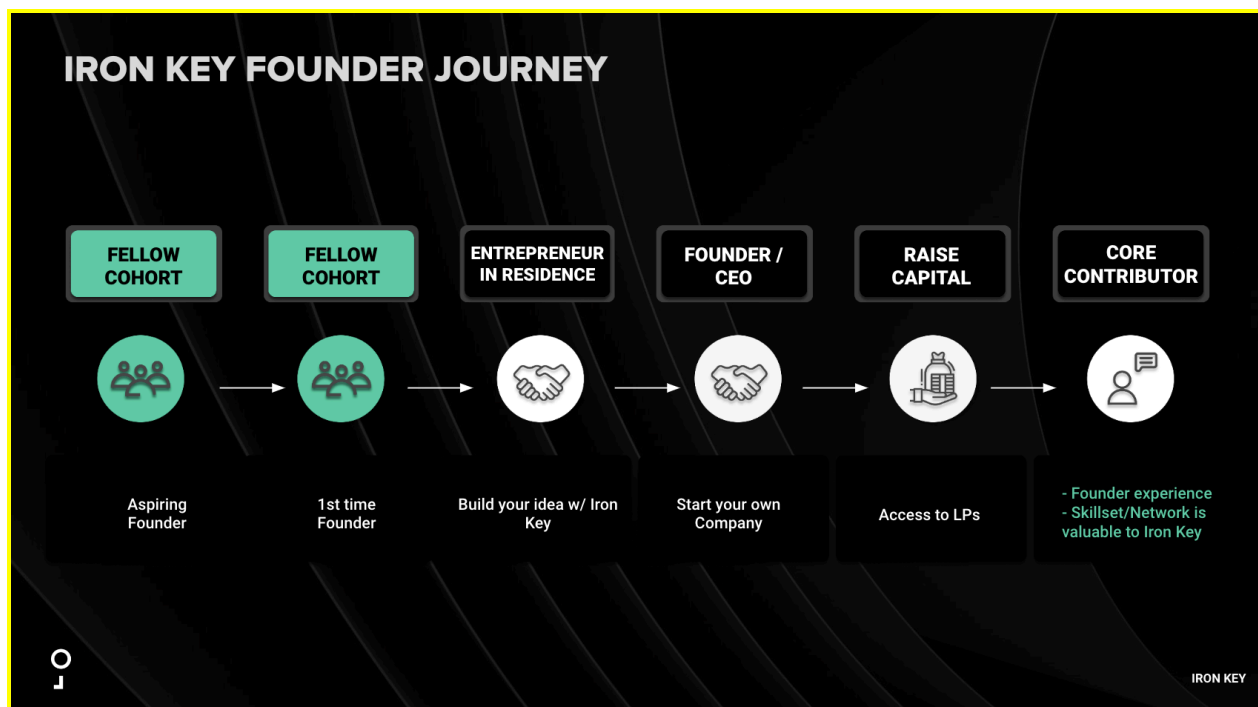 IRON KEY FOUNDER JOURNEY
FELLOW
COHORT
FELLOW
COHORT
ENTREPRENEUR
IN RESIDENCE
FOUNDER /
CEO
RAISE
CAPITAL
CORE
CONTRIBUTOR
Aspiring
Founder
1st time
Founder
Build your idea w/ Iron
Key
Start your own
Company
Access to LPs
- Founder experience
- Skillset/Network is
valuable to Iron Key
IRON KEY